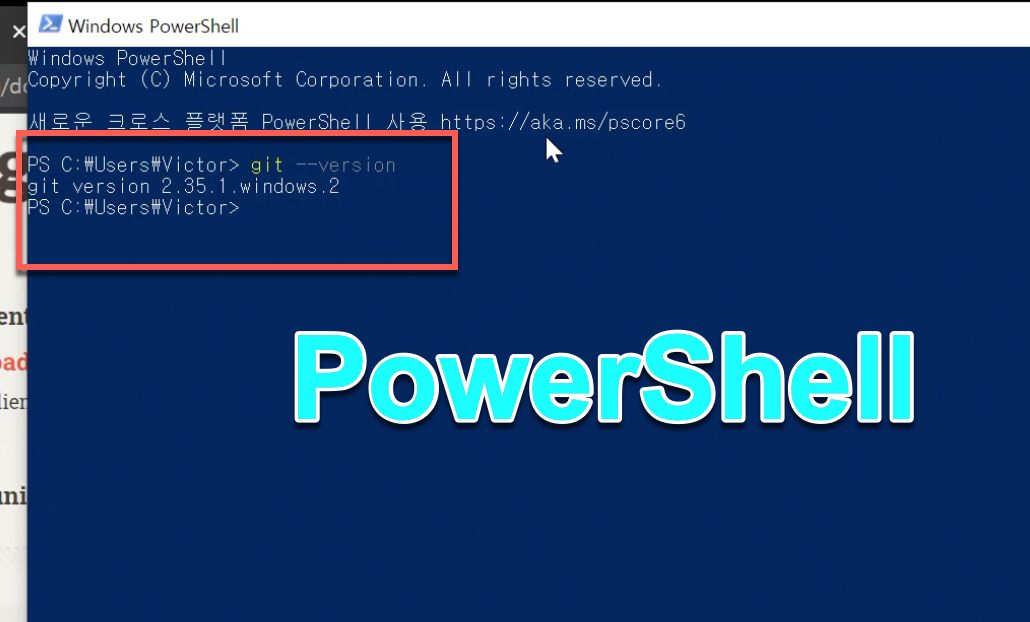 Windows PowerShell
Windows PowerShell
Copyright (C) Microsoft Corporation. All rights reserved.
새로운 크로스 플랫폼 PowerShell 사용 https://aka.ms/pscore6
PS C:₩Users₩Victor> git --version
git version 2.35.1.windows.2
PS C:₩Users₩Victor>
PowerShell